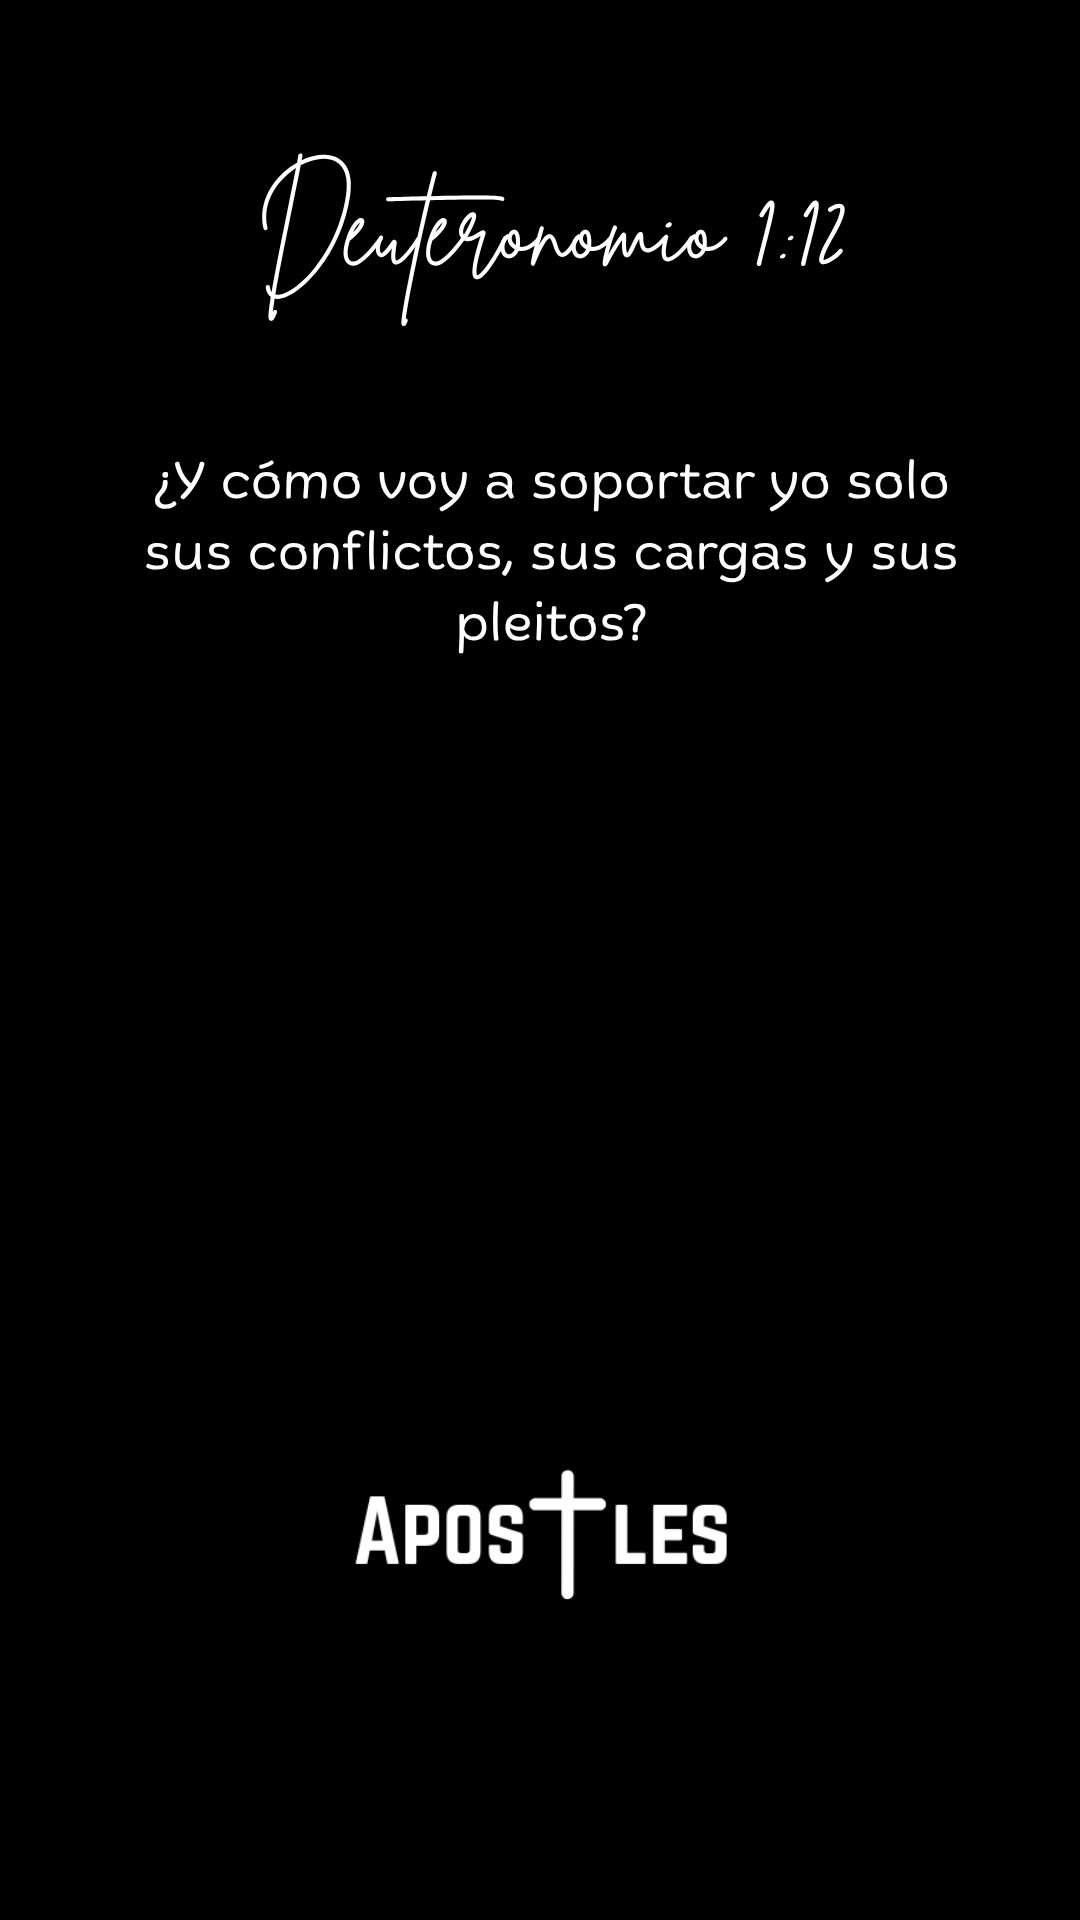 Deuteronomio 1:12
¿Y cómo voy a soportar yo solo
sus conflictos, sus cargas y sus
pleitos?
APOSTLES